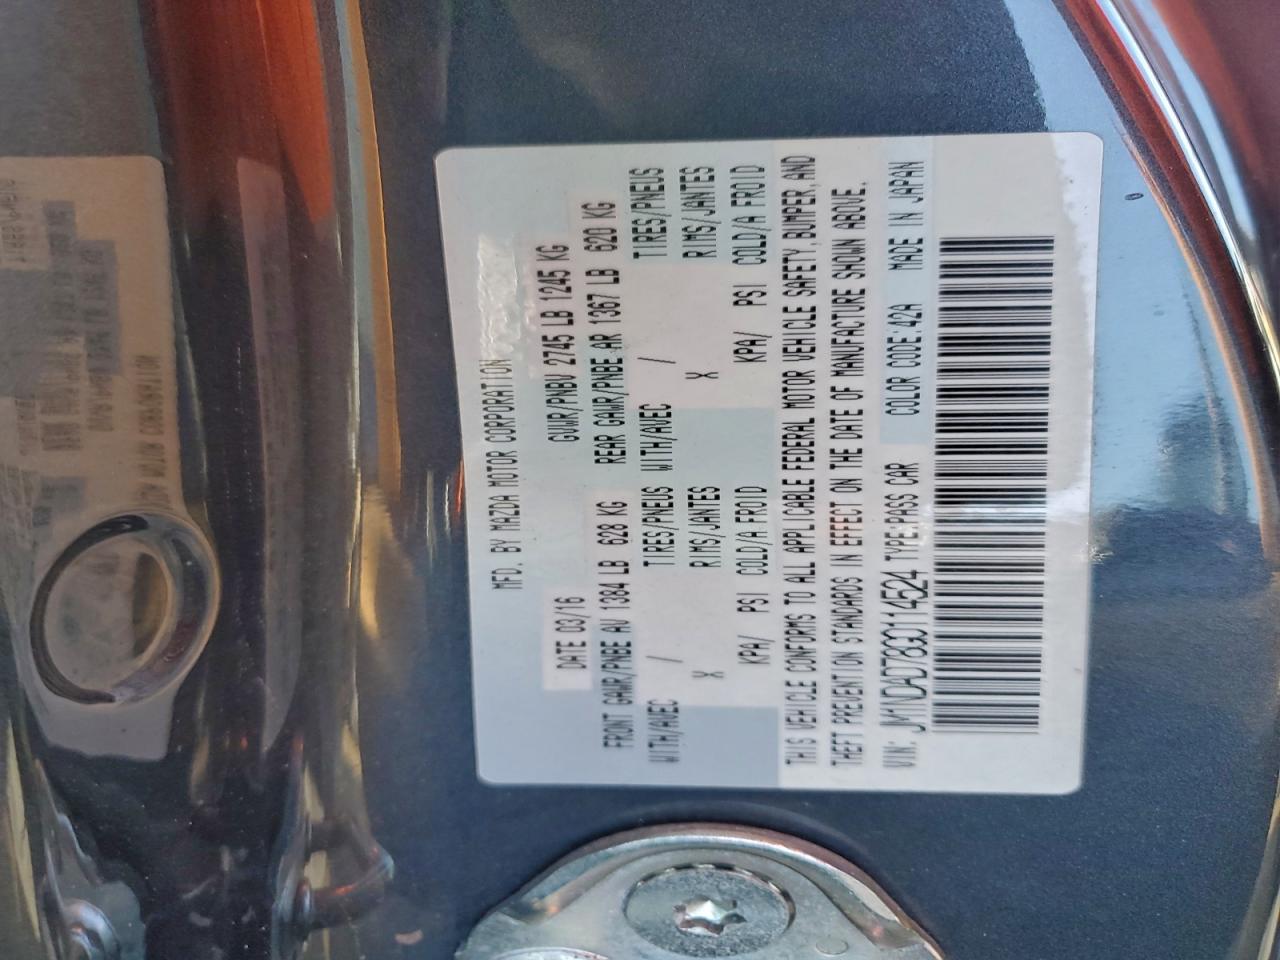 MFD. BY MAZDA MOTOR CORPORATION
DATE 03/16 GVWR/PNBV 2745 LB 1245 KG
FRONT GAWR/PNBE AV 1384 LB 628 KG REAR GAWR/PNBE AR 1367 LB 620 KG
WITH/AVEC / TRES/PNEUS WITH/AVEC / TRES/PNEUS
X RIMS/JANTES X RIMS/JANTES
KPA/ PSI COLD/A FROID KPA/ PSI COLD/A FROID
THIS VEHICLE CONFORMS TO ALL APPLICABLE FEDERAL MOTOR VEHICLE SAFETY, BUMPER, AND
THEFT PREVENTION STANDARDS IN EFFECT ON THE DATE OF MANUFACTURE SHOWN ABOVE.
VIN: TYPE PASS CAR COLOR CODE:42A MADE IN JAPAN